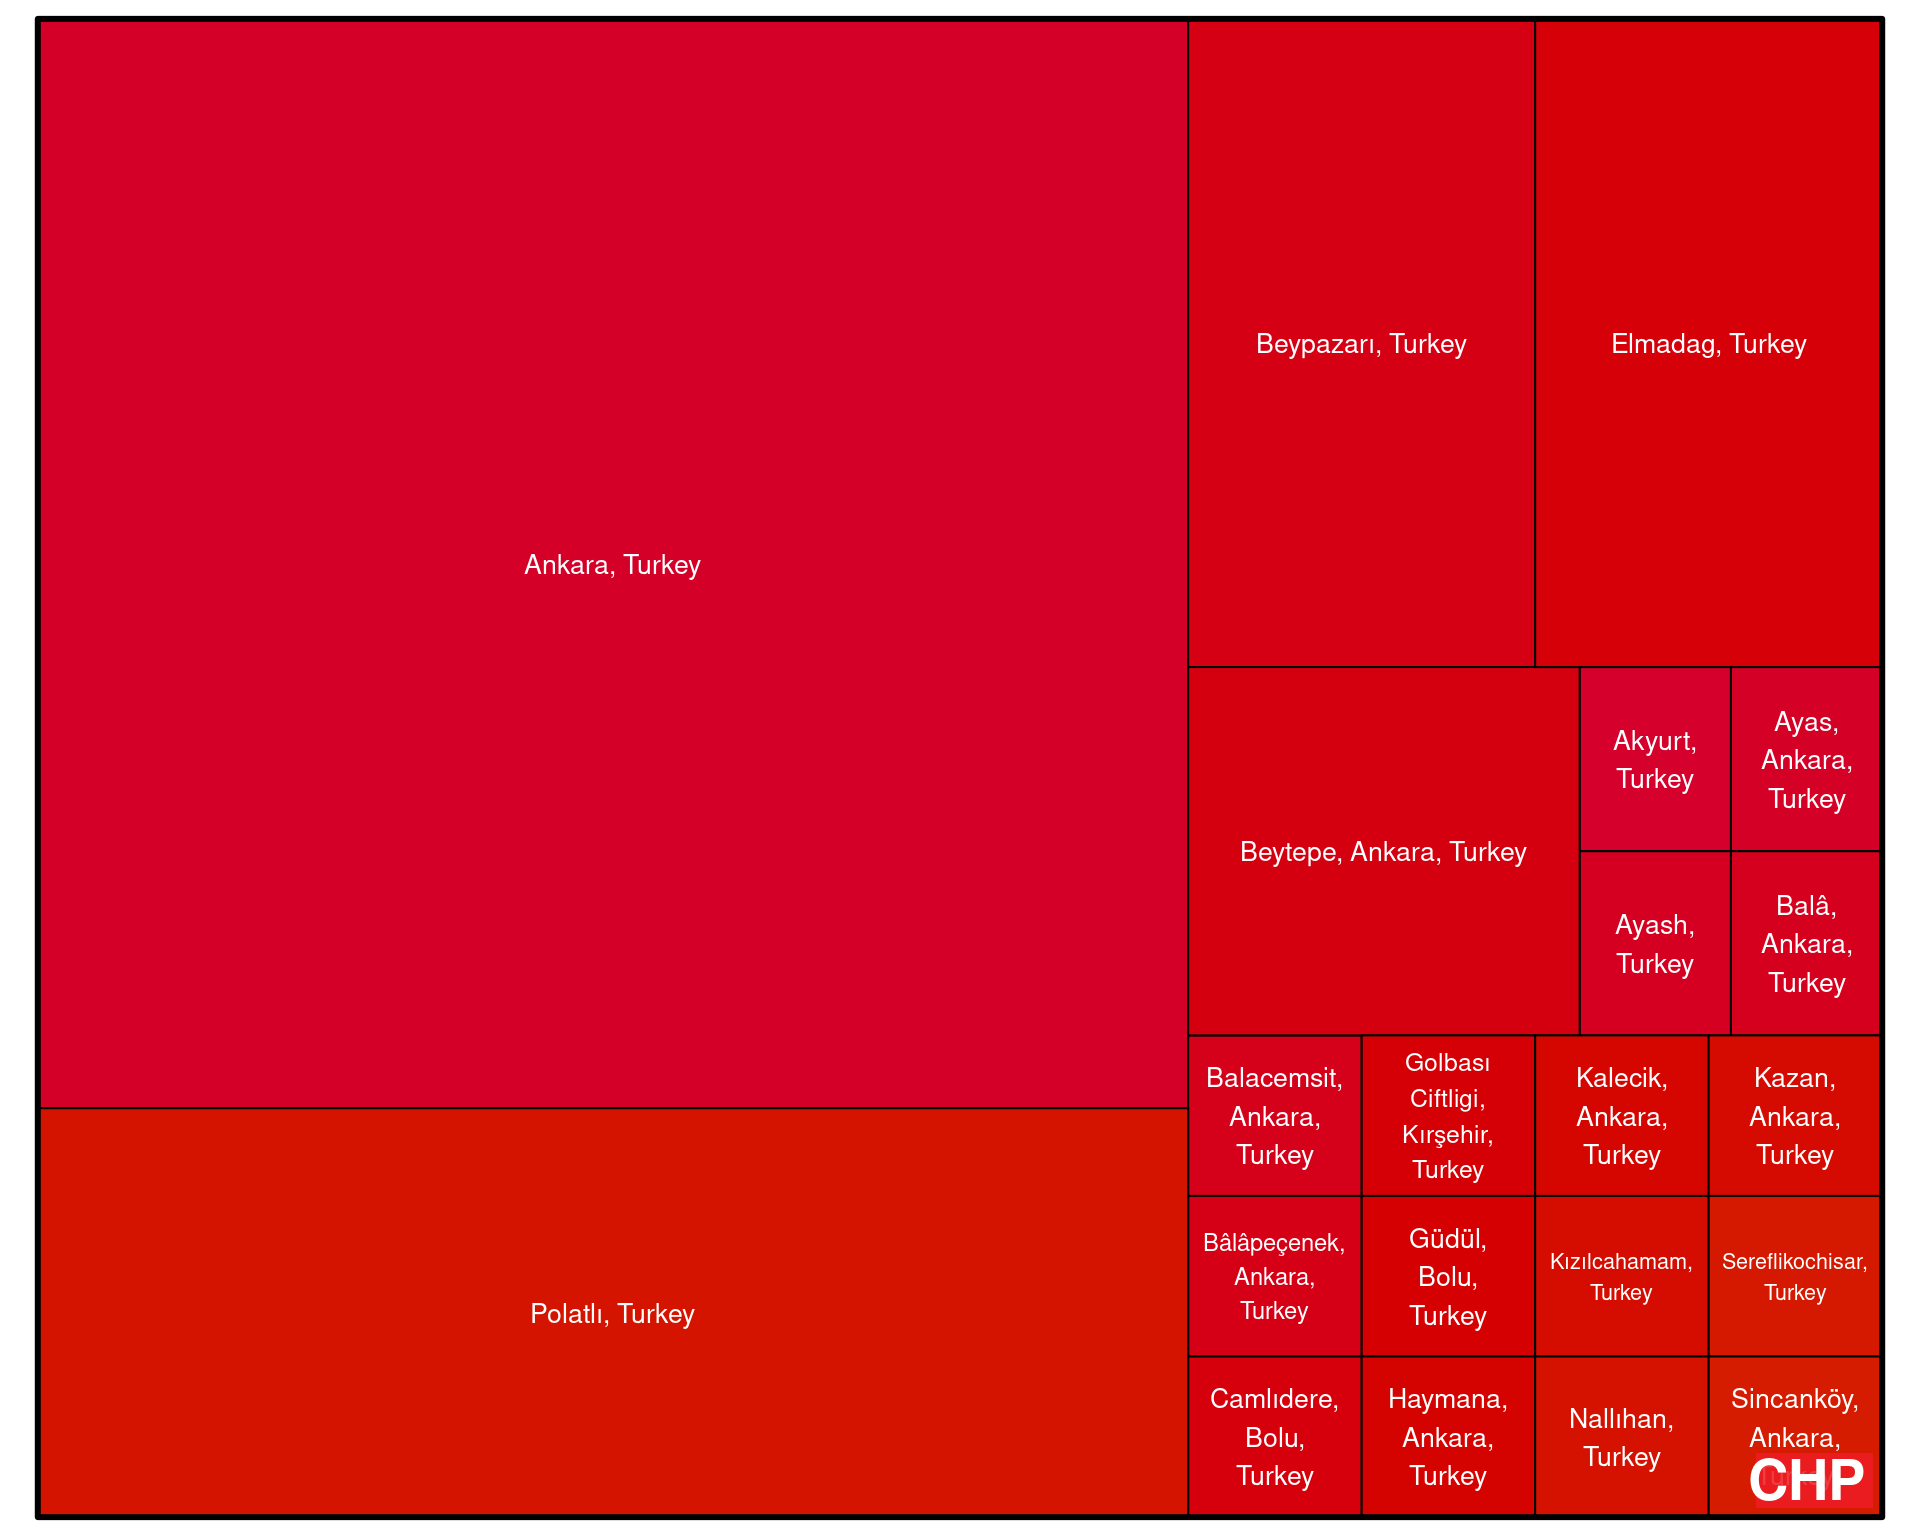 Ankara, Turkey
Polatlı, Turkey
Beypazarı, Turkey
Elmadag, Turkey
Beytepe, Ankara, Turkey
Akyurt,
Turkey
Ayas,
Ankara,
Turkey
Ayash,
Turkey
Balâ,
Ankara,
Turkey
Balacemsit,
Ankara,
Turkey
Golbası
Ciftligi,
Kırşehir,
Turkey
Kalecik,
Ankara,
Turkey
Kazan,
Ankara,
Turkey
Bâlâpeçenek,
Ankara,
Turkey
Güdül,
Bolu,
Turkey
Kızılcahamam,
Turkey
Sereflikochisar,
Turkey
Camlıdere,
Bolu,
Turkey
Haymana,
Ankara,
Turkey
Nallıhan,
Turkey
Sincanköy,
Ankara,
CHP